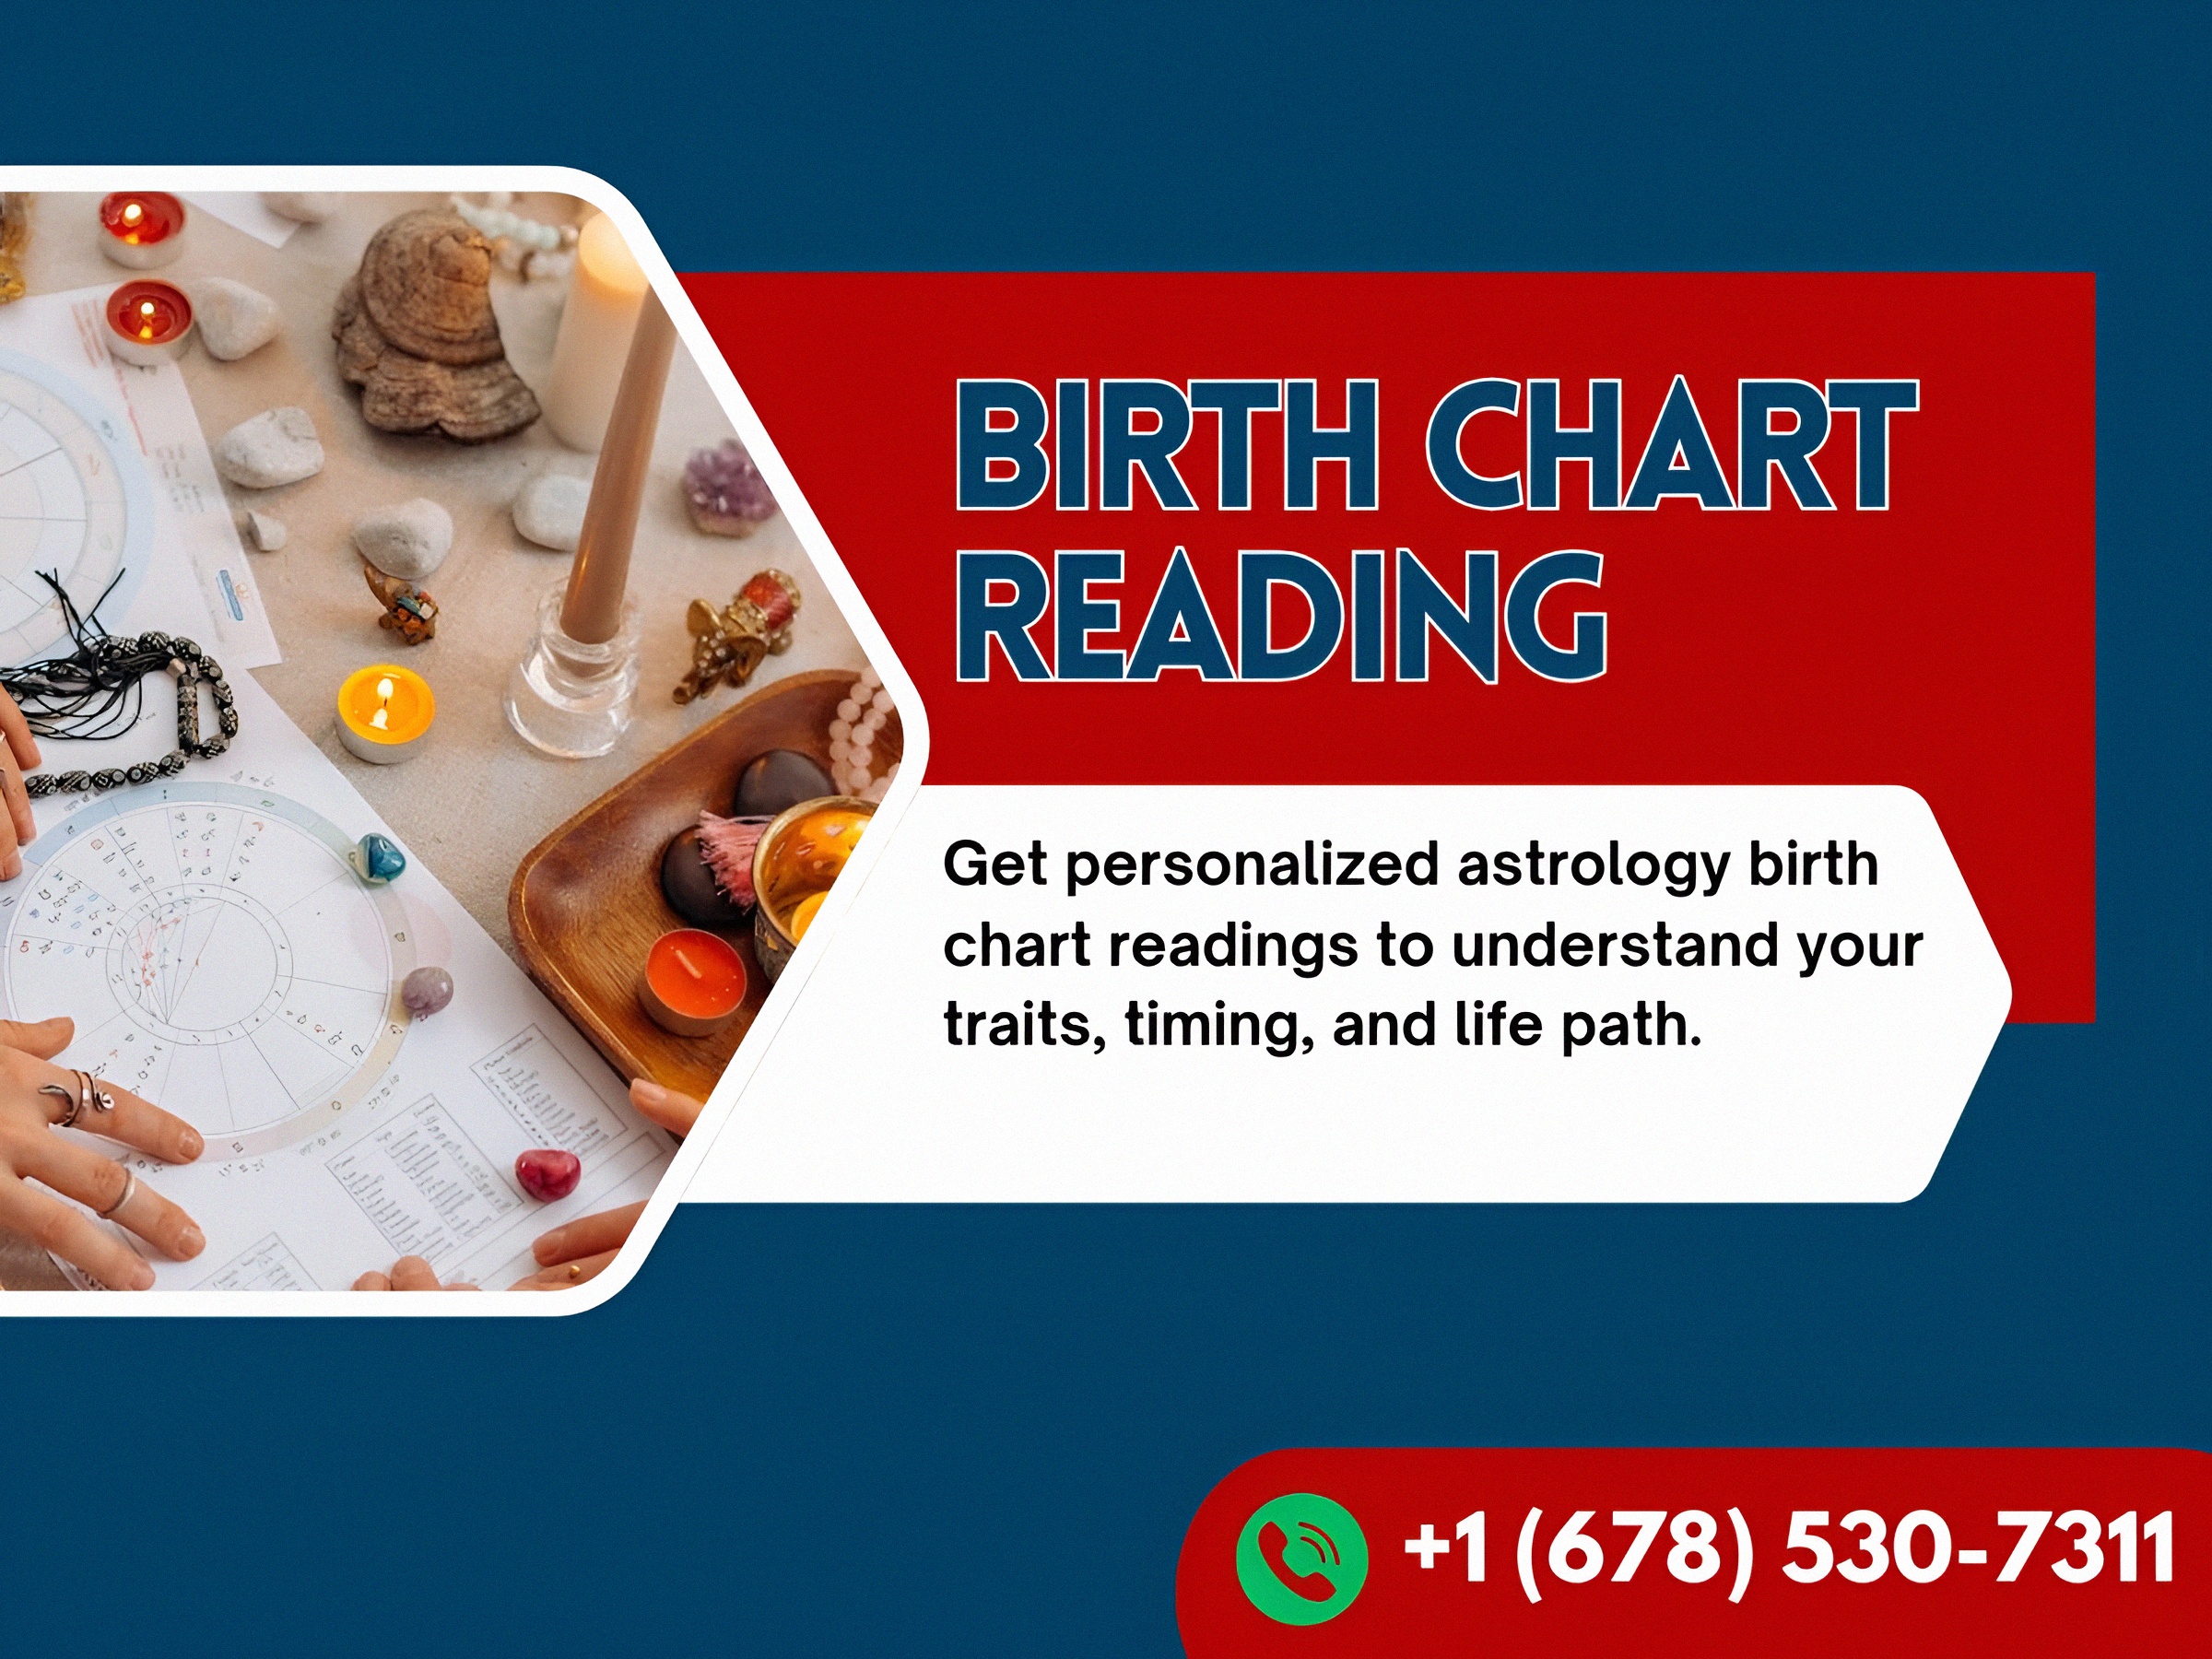 BIRTH CHART
READING
Get personalized astrology birth
chart readings to understand your
traits, timing, and life path.
+1 (678) 530-7311